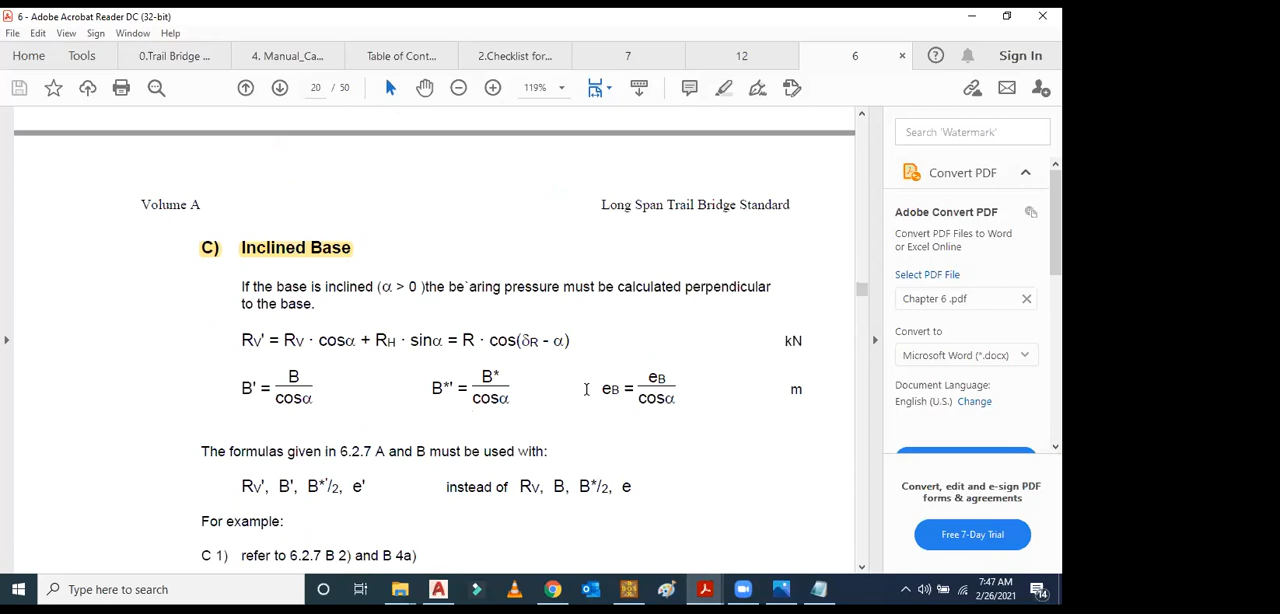 6 - Adobe Acrobat Reader DC (32-bit)
File Edit View Sign Window Help
Home Tools 0.Trail Bridge ... 4. Manual_Ca... Table of Cont... 2.Checklist for... 7 12 6 × Sign In
20 / 50 119%
Search 'Watermark'
Convert PDF
Adobe Convert PDF
Convert PDF Files to Word
or Excel Online
Select PDF File
Chapter 6 .pdf
Convert to
Microsoft Word (*.docx)
Document Language:
English (U.S.) Change
Convert, edit and e-sign PDF
forms & agreements
Free 7-Day Trial
Volume A Long Span Trail Bridge Standard
C) Inclined Base
If the base is inclined (α > 0 )the be`aring pressure must be calculated perpendicular
to the base.
RV' = RV · cosα + RH · sinα = R · cos(δR - α) kN
B' = B/cosα B*' = B*/cosα eB = eB/cosα m
The formulas given in 6.2.7 A and B must be used with:
RV', B', B*'/2, e' instead of RV, B, B*/2, e
For example:
C 1) refer to 6.2.7 B 2) and B 4a)
Type here to search
7:47 AM
2/26/2021
14